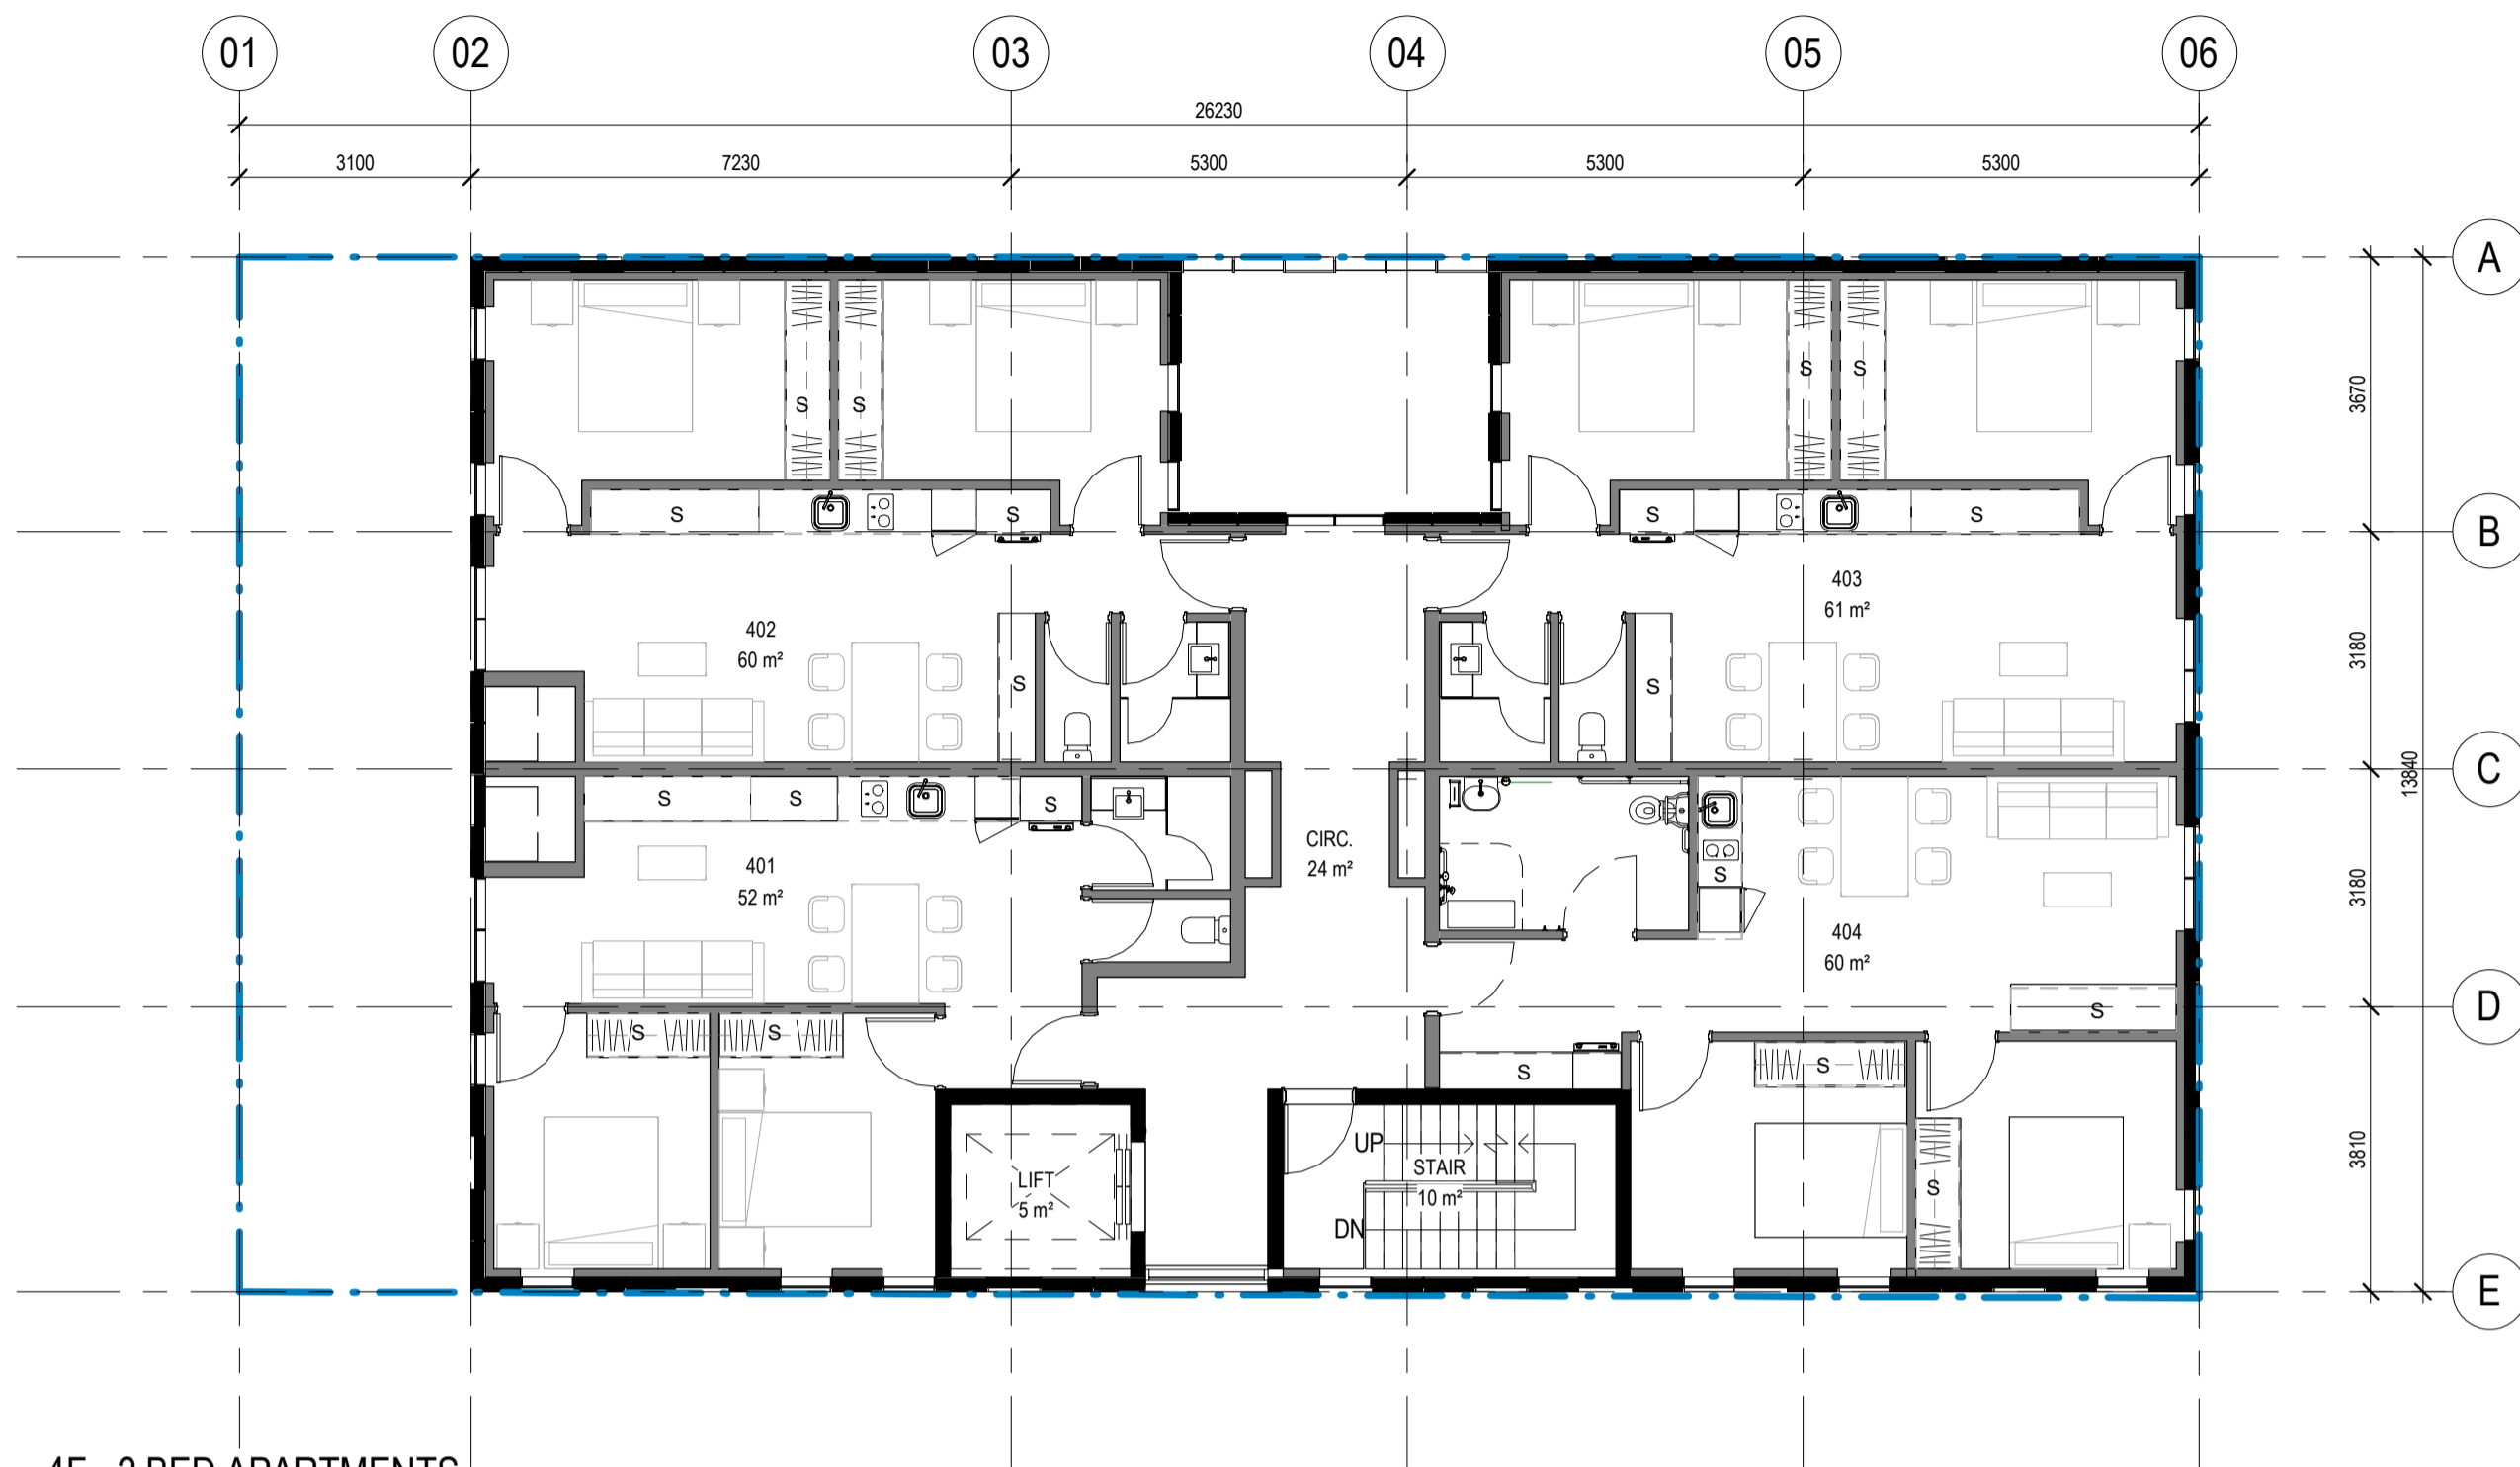 01 02 03 04 05 06
26230
3100 7230 5300 5300 5300
A
3670
S S S S
S S S S
B
403
61 m²
402
60 m²
3180
S S
C
13840
S S S
CIRC.
24 m²
401
52 m²
S
3180
404
60 m²
D
S
S S
S S
UP
STAIR
10 m²
LIFT
5 m²
DN
S
3810
E